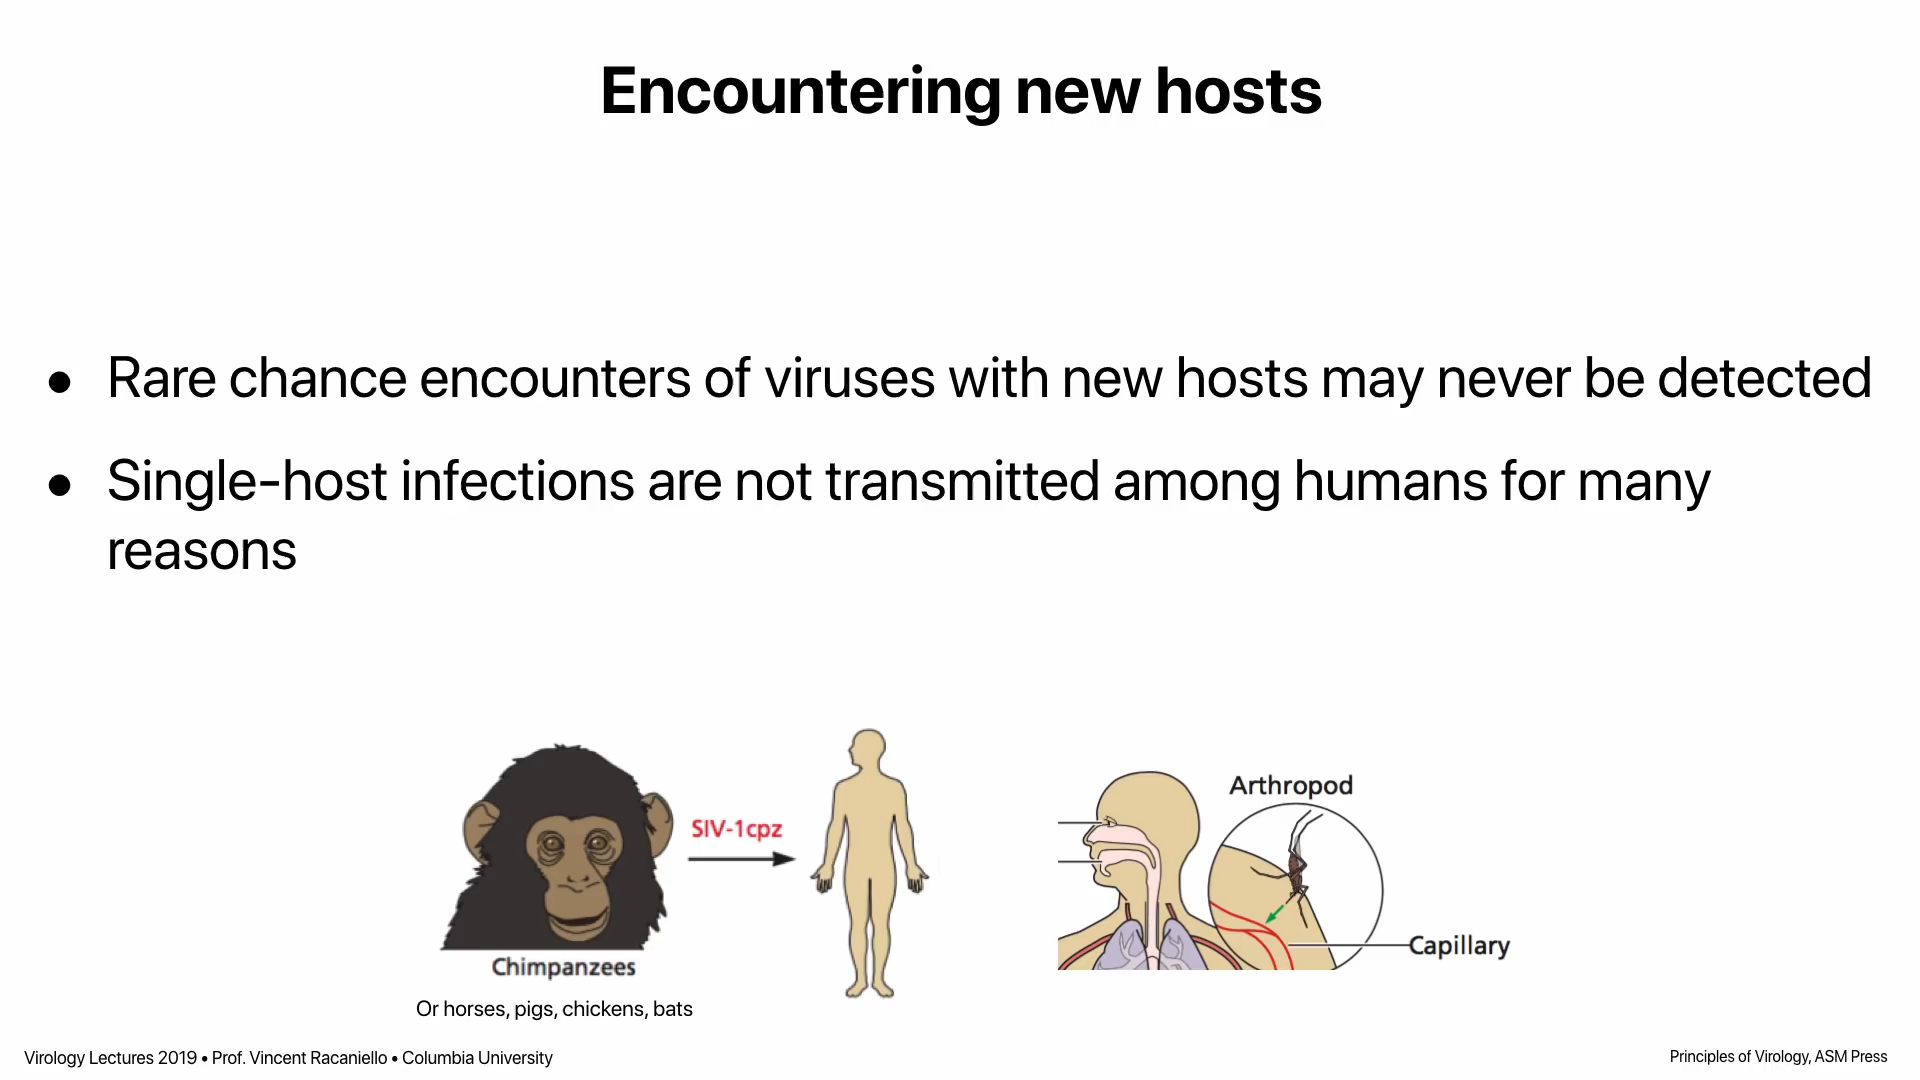 Encountering new hosts
● Rare chance encounters of viruses with new hosts may never be detected
● Single-host infections are not transmitted among humans for many
reasons
SIV-1cpz
Chimpanzees
Or horses, pigs, chickens, bats
Arthropod
Capillary
Virology Lectures 2019 • Prof. Vincent Racaniello • Columbia University
Principles of Virology, ASM Press